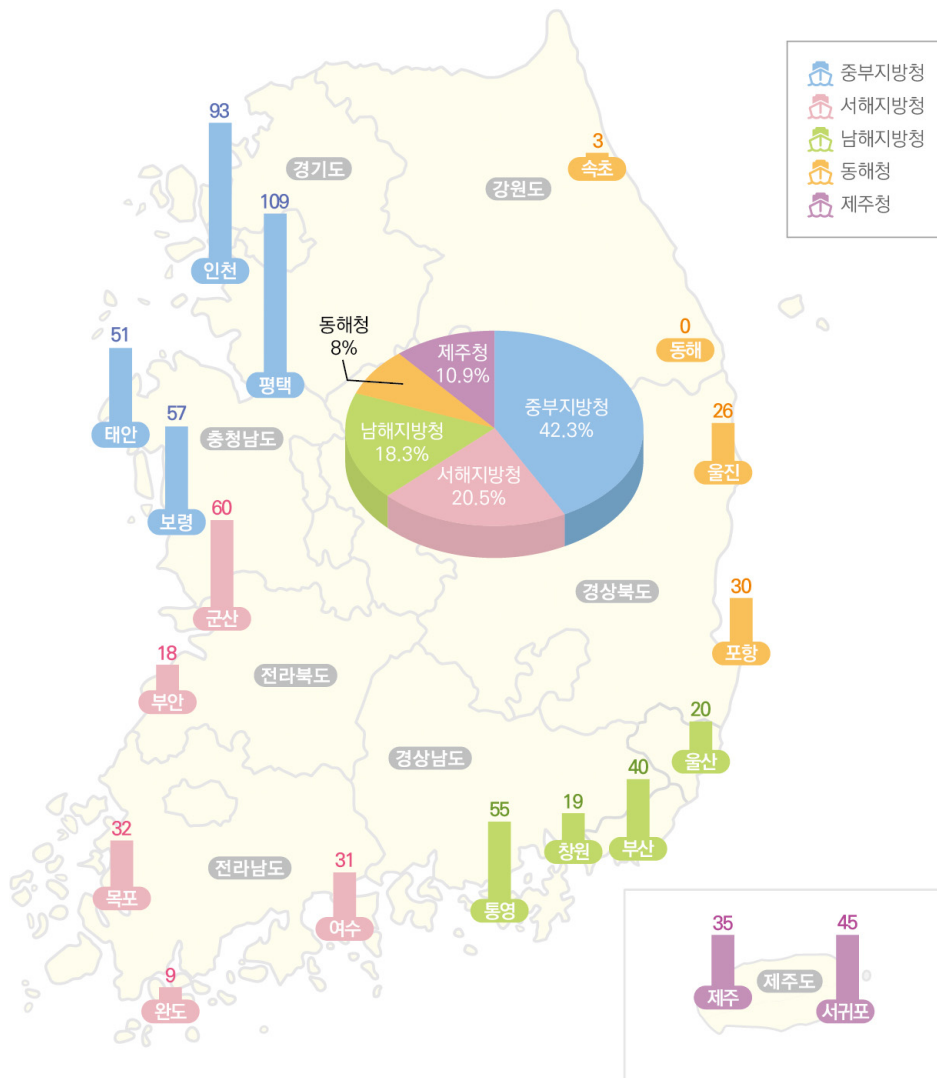 중부지방청
서해지방청
남해지방청
동해청
제주청
93
인천
경기도
109
평택
3
속초
강원도
0
동해
51
태안
57
보령
충청남도
동해청
8%
제주청
10.9%
중부지방청
42.3%
남해지방청
18.3%
서해지방청
20.5%
26
울진
60
군산
경상북도
30
포항
18
부안
전라북도
20
울산
경상남도
40
부산
19
창원
55
통영
32
목포
전라남도
31
여수
9
완도
35
제주
제주도
45
서귀포